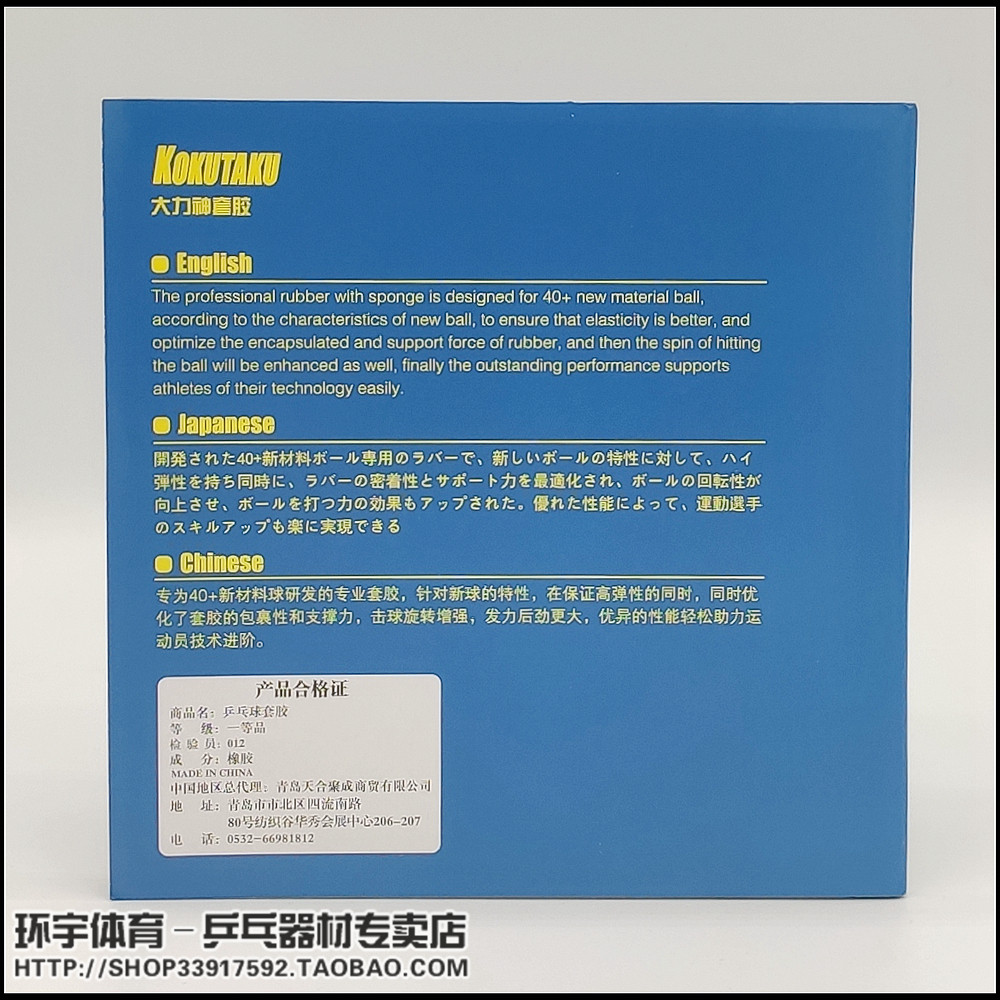 KOKUTAKU
大力神套胶
English
The professional rubber with sponge is designed for 40+ new material ball,
according to the characteristics of new ball, to ensure that elasticity is better, and
optimize the encapsulated and support force of rubber, and then the spin of hitting
the ball will be enhanced as well, finally the outstanding performance supports
athletes of their technology easily.
Japanese
開発された40+新材料ボール専用のラバーで、新しいボールの特性に対して、ハイ
弾性を持ち同時に、ラバーの密着性とサポート力を最適化され、ボールの回転性が
向上させ、ボールを打つ力の効果もアップされた。優れた性能によって、運動選手
のスキルアップも楽に実現できる
Chinese
专为40+新材料球研发的专业套胶，针对新球的特性，在保证高弹性的同时，同时优
化了套胶的包裹性和支撑力，击球旋转增强，发力后劲更大，优异的性能轻松助力运
动员技术进阶。
产品合格证
商品名：乒乓球套胶
等 级：一等品
检 验 员：012
成 分：橡胶
MADE IN CHINA
中国地区总代理：青岛天合聚成商贸有限公司
地 址：青岛市市北区四流南路
80号纺织谷华秀会展中心206-207
电 话：0532-66981812
环宇体育－乒乓器材专卖店
HTTP://SHOP33917592.TAOBAO.COM